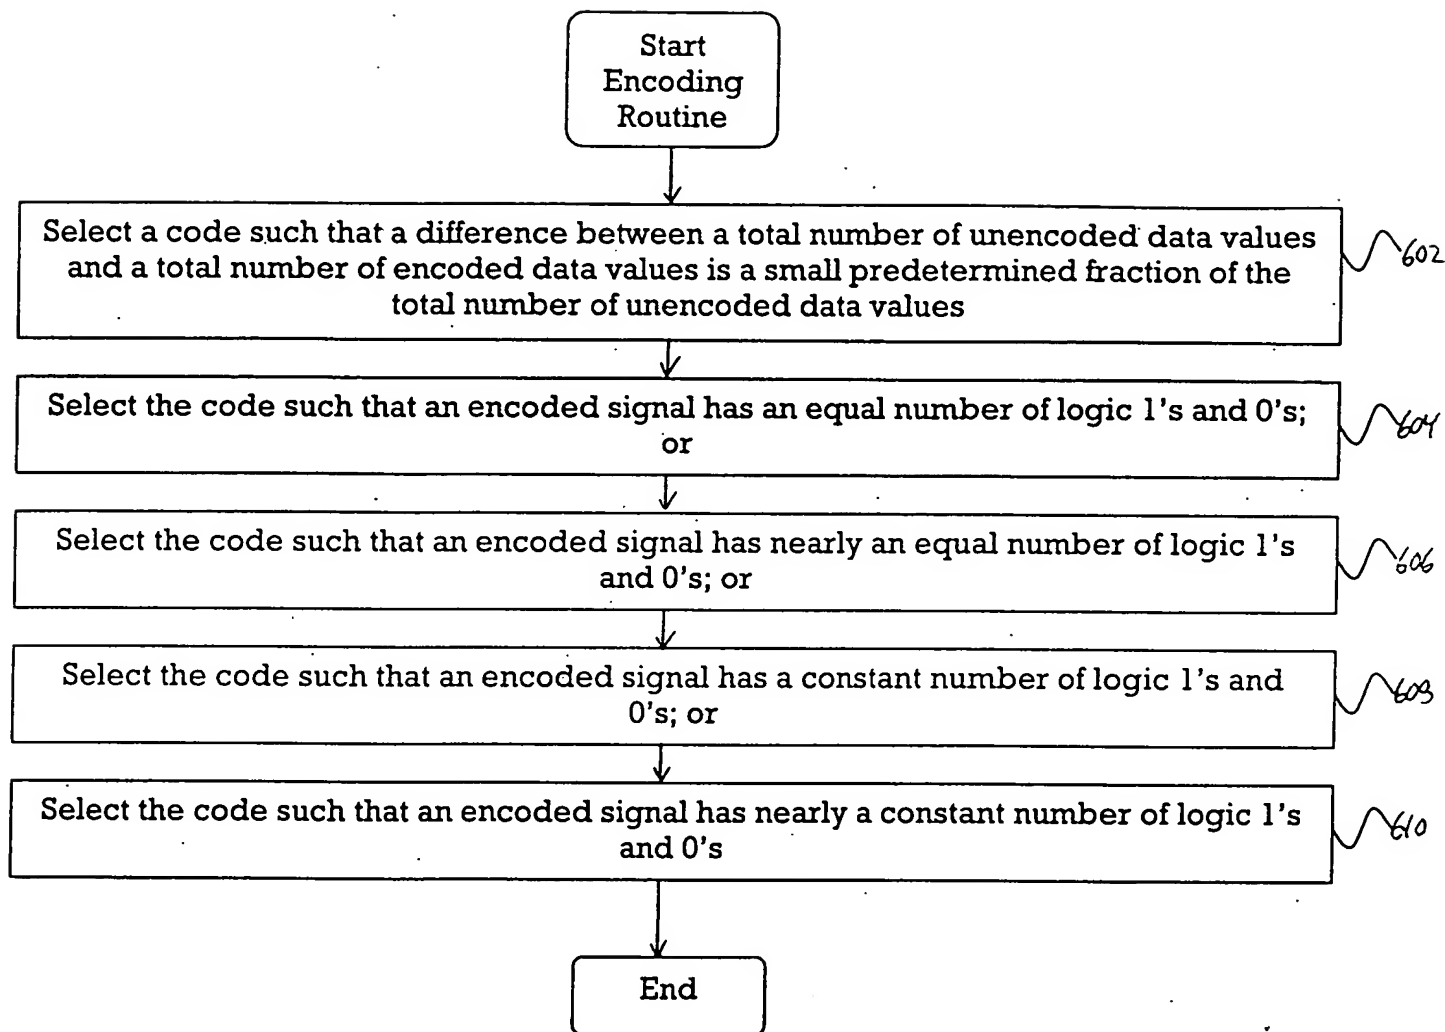 Start
Encoding
Routine
Select a code such that a difference between a total number of unencoded data values
and a total number of encoded data values is a small predetermined fraction of the
total number of unencoded data values
602
Select the code such that an encoded signal has an equal number of logic 1's and 0's;
or
604
Select the code such that an encoded signal has nearly an equal number of logic 1's
and 0's; or
606
Select the code such that an encoded signal has a constant number of logic 1's and
0's; or
608
Select the code such that an encoded signal has nearly a constant number of logic 1's
and 0's
610
End